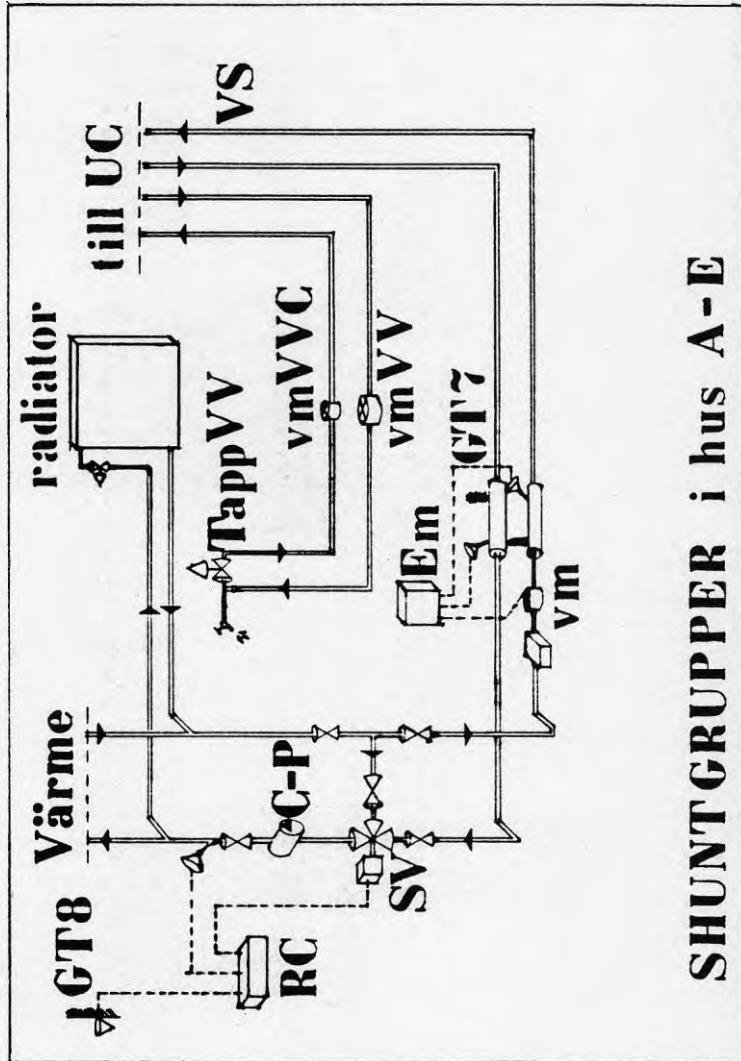 GT8
Värme
radiator
till UC
VS
RC
C-P
SV
TappVV
vmVVC
vmVV
Em
GT7
vm
SHUNTGRUPPER i hus A-E